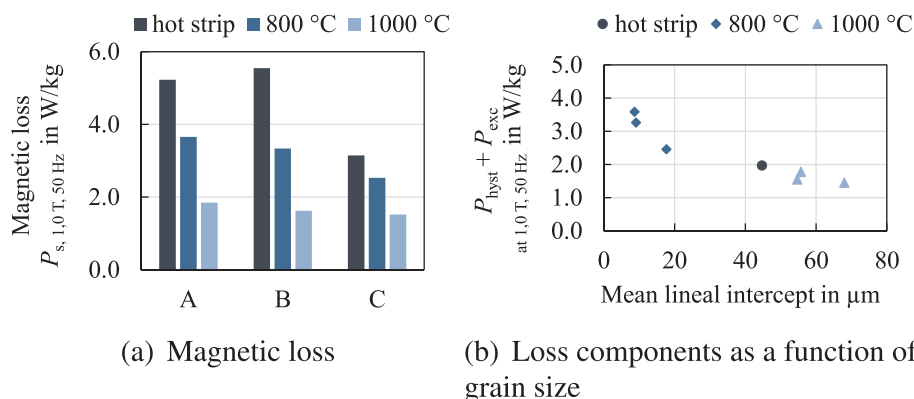 hot strip 800 °C 1000 °C
Magnetic loss
P_s, 1,0 T, 50 Hz in W/kg
6.0
4.0
2.0
0.0
A B C
(a) Magnetic loss
hot strip 800 °C 1000 °C
P_hyst + P_exc
at 1,0 T, 50 Hz in W/kg
5.0
4.0
3.0
2.0
1.0
0.0
0 20 40 60 80
Mean lineal intercept in µm
(b) Loss components as a function of
grain size